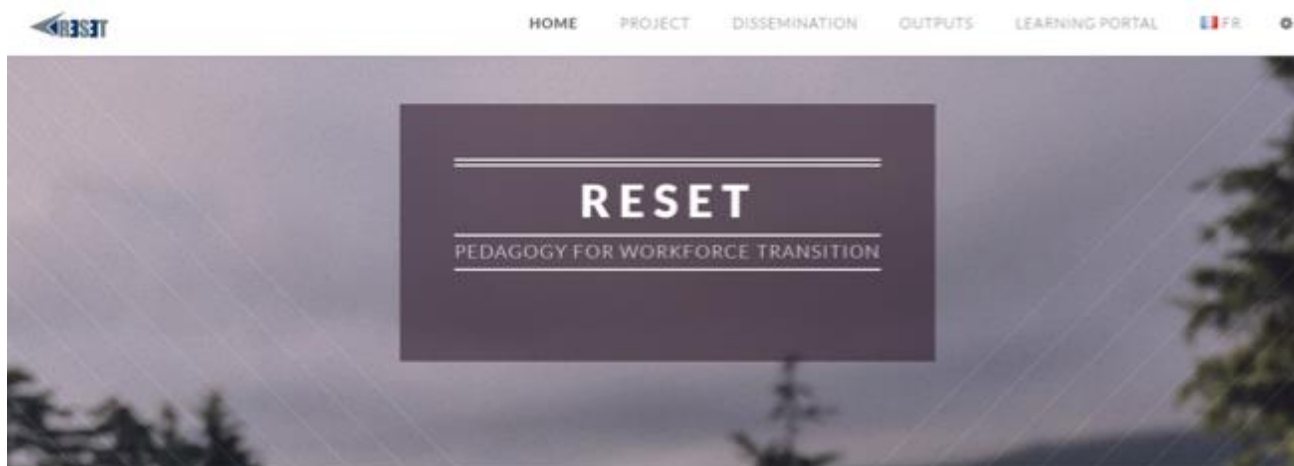 RESET
HOME PROJECT DISSEMINATION OUTPUTS LEARNING PORTAL FR
RESET
PEDAGOGY FOR WORKFORCE TRANSITION